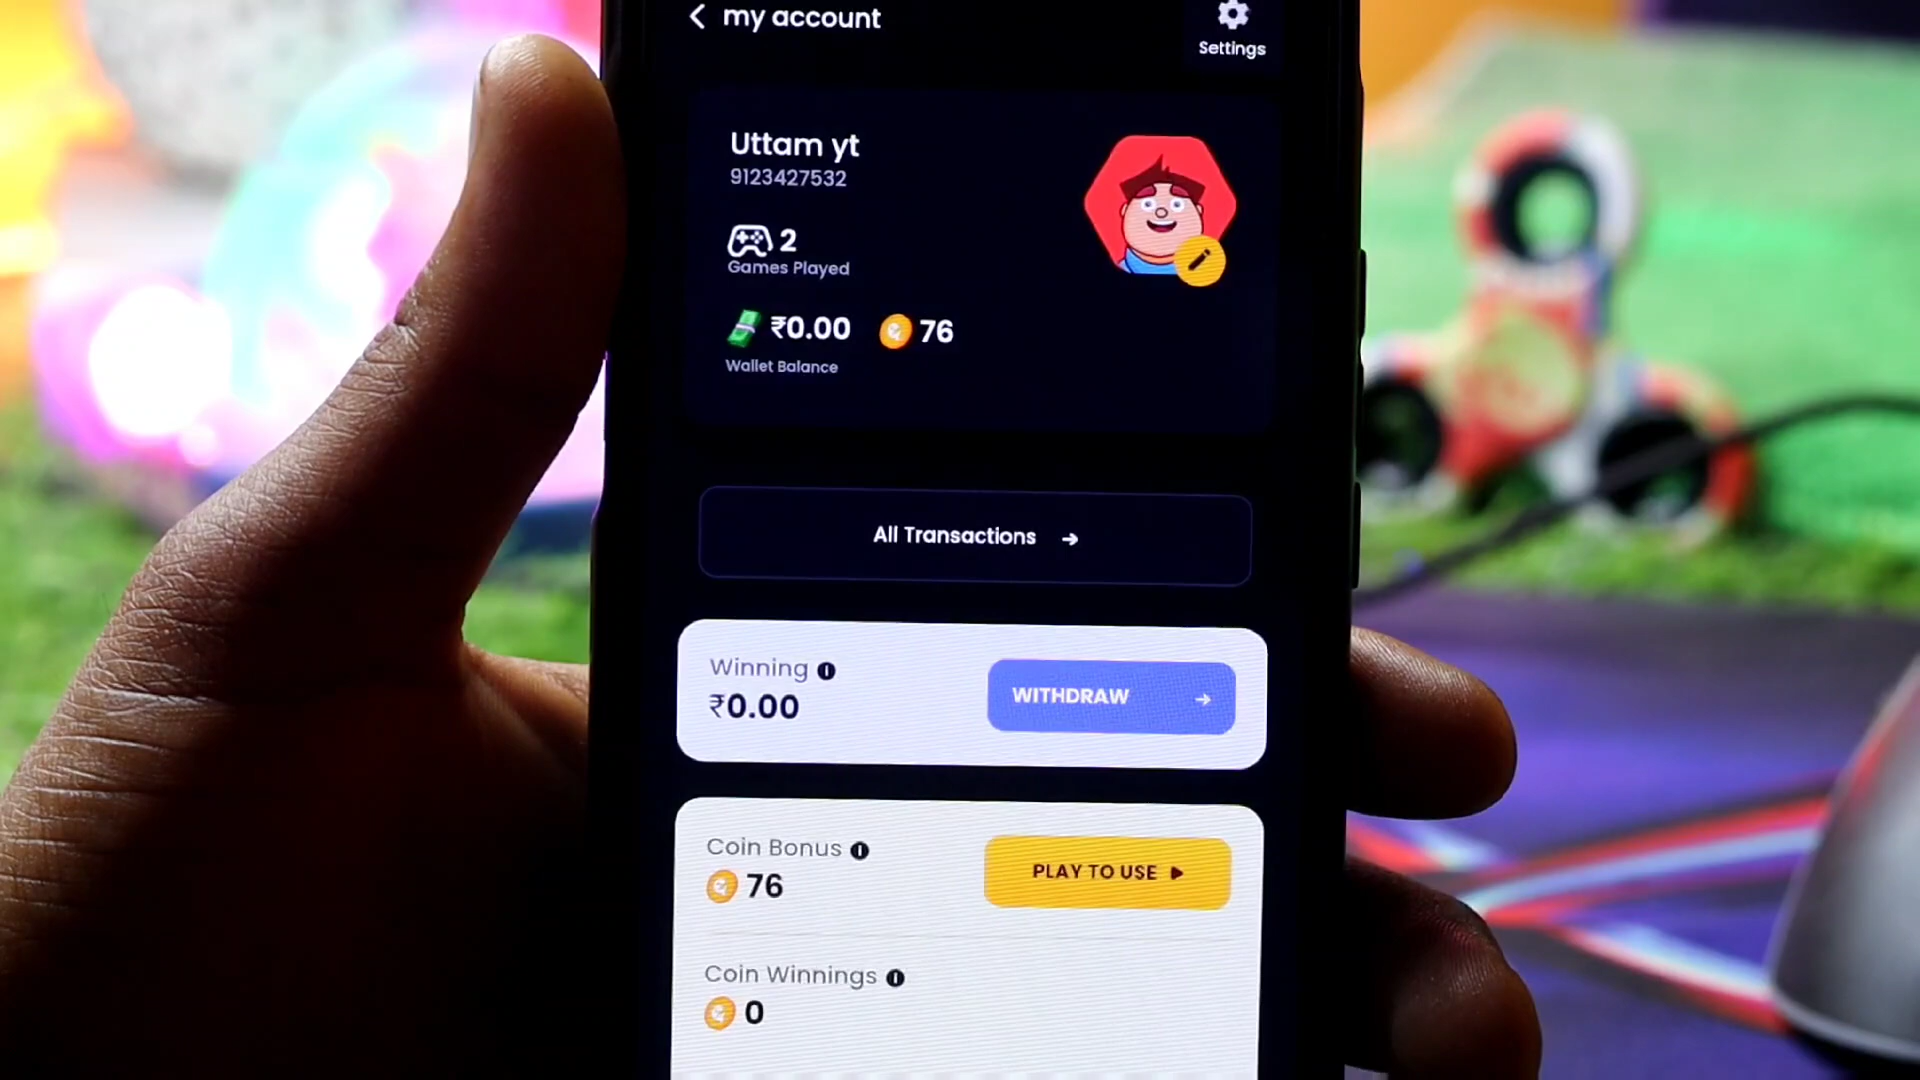 my account
Settings
Uttam yt
9123427532
2
Games Played
₹0.00 76
Wallet Balance
All Transactions
Winning
₹0.00
WITHDRAW
Coin Bonus
76
PLAY TO USE
Coin Winnings
0